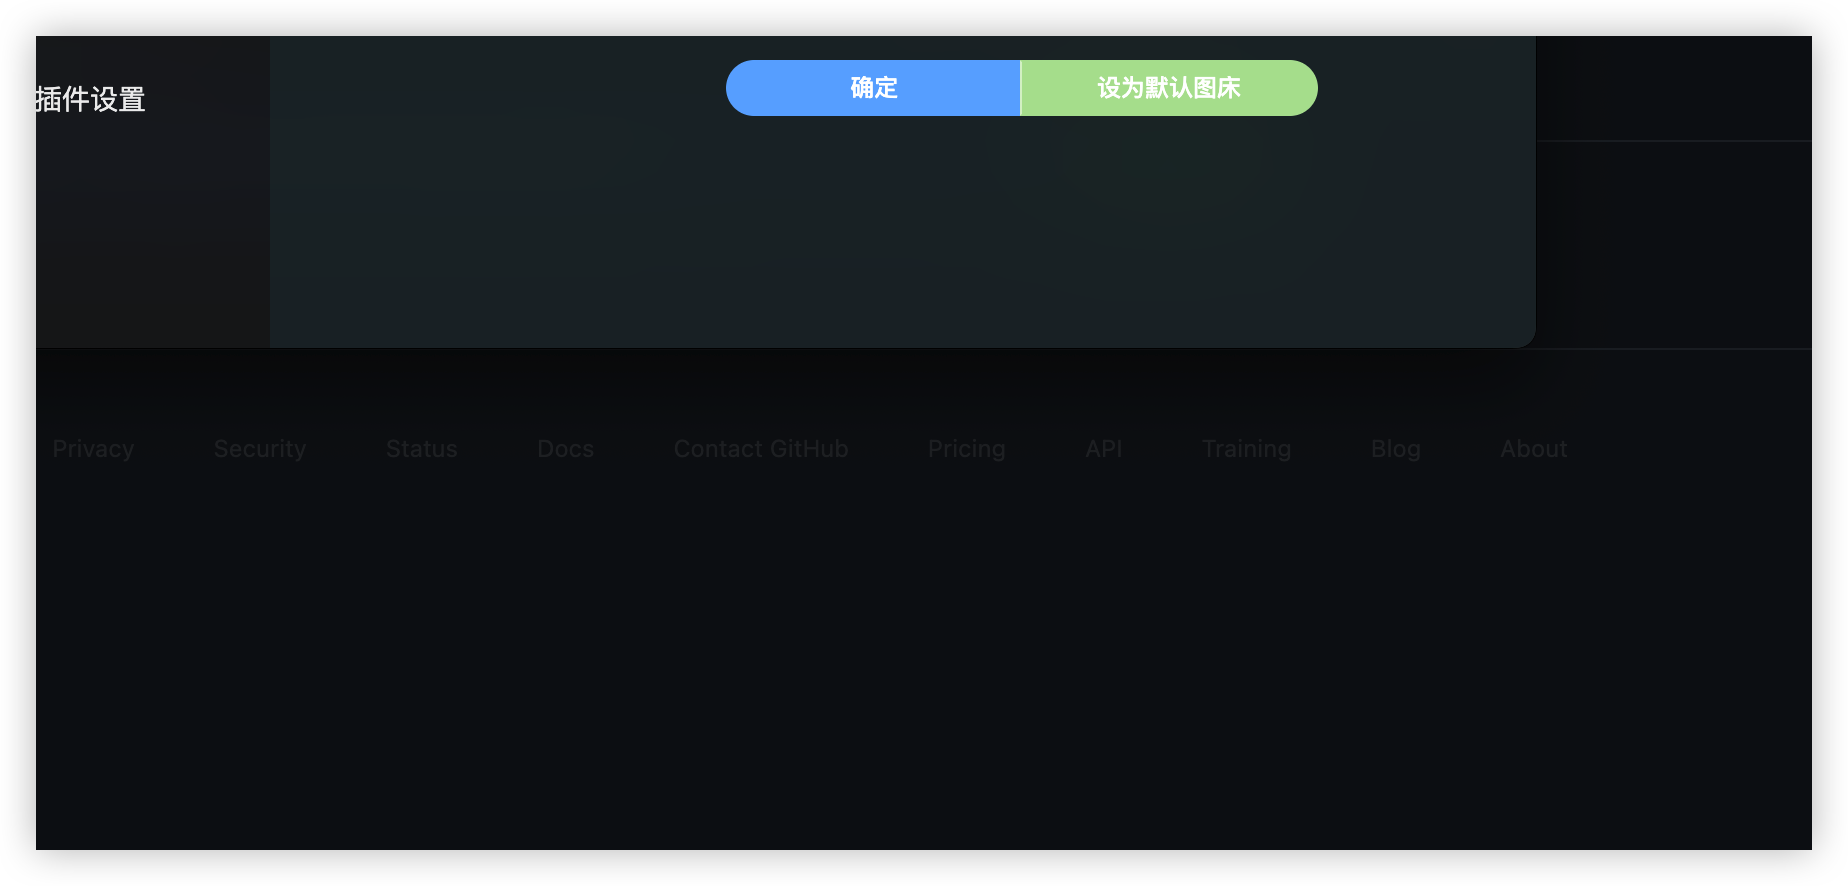 确定 设为默认图床
插件设置
Privacy Security Status Docs Contact GitHub Pricing API Training Blog About